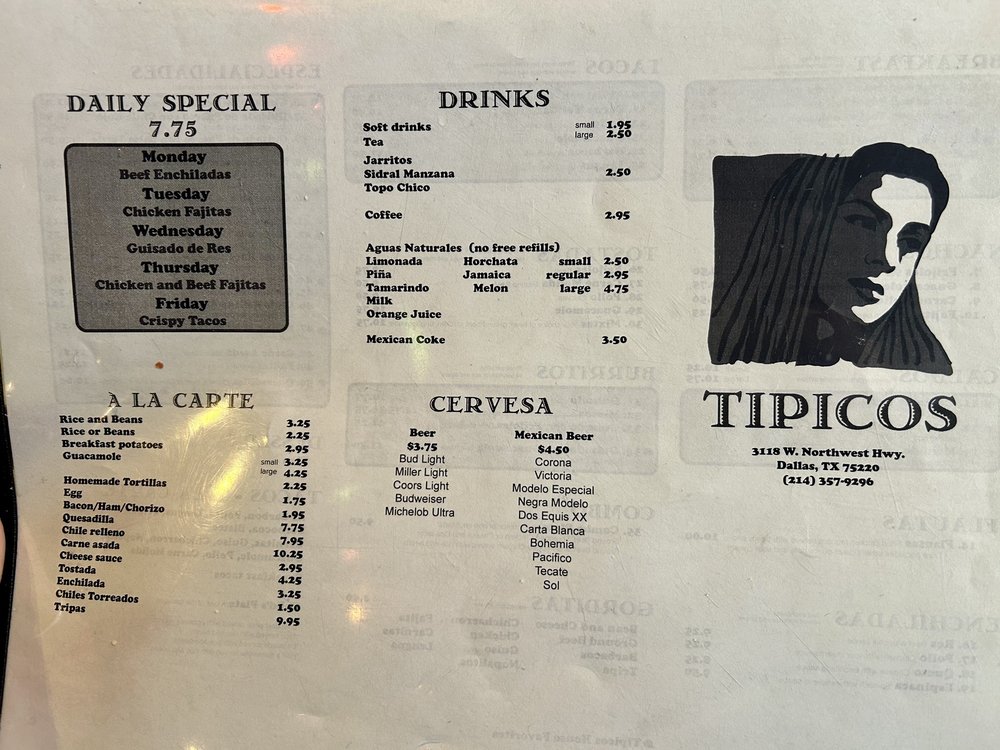 DAILY SPECIAL
7.75
Monday
Beef Enchiladas
Tuesday
Chicken Fajitas
Wednesday
Guisado de Res
Thursday
Chicken and Beef Fajitas
Friday
Crispy Tacos
A LA CARTE
Rice and Beans 3.25
Rice or Beans 2.25
Breakfast potatoes 2.95
Guacamole small 3.25
large 4.25
Homemade Tortillas 2.25
Egg 1.75
Bacon/Ham/Chorizo 1.95
Quesadilla 7.75
Chile relleno 7.95
Carne asada 10.25
Cheese sauce 2.95
Tostada 4.25
Enchilada 3.25
Chiles Torreados 1.50
Tripas 9.95
DRINKS
Soft drinks small 1.95
Tea large 2.50
Jarritos
Sidral Manzana 2.50
Topo Chico
Coffee 2.95
Aguas Naturales (no free refills)
Limonada Horchata small 2.50
Piña Jamaica regular 2.95
Tamarindo Melon large 4.75
Milk
Orange Juice
Mexican Coke 3.50
CERVESA
Beer
$3.75
Bud Light
Miller Light
Coors Light
Budweiser
Michelob Ultra
Mexican Beer
$4.50
Corona
Victoria
Modelo Especial
Negra Modelo
Dos Equis XX
Carta Blanca
Bohemia
Pacifico
Tecate
Sol
TIPICOS
3118 W. Northwest Hwy.
Dallas, TX 75220
(214) 357-9296